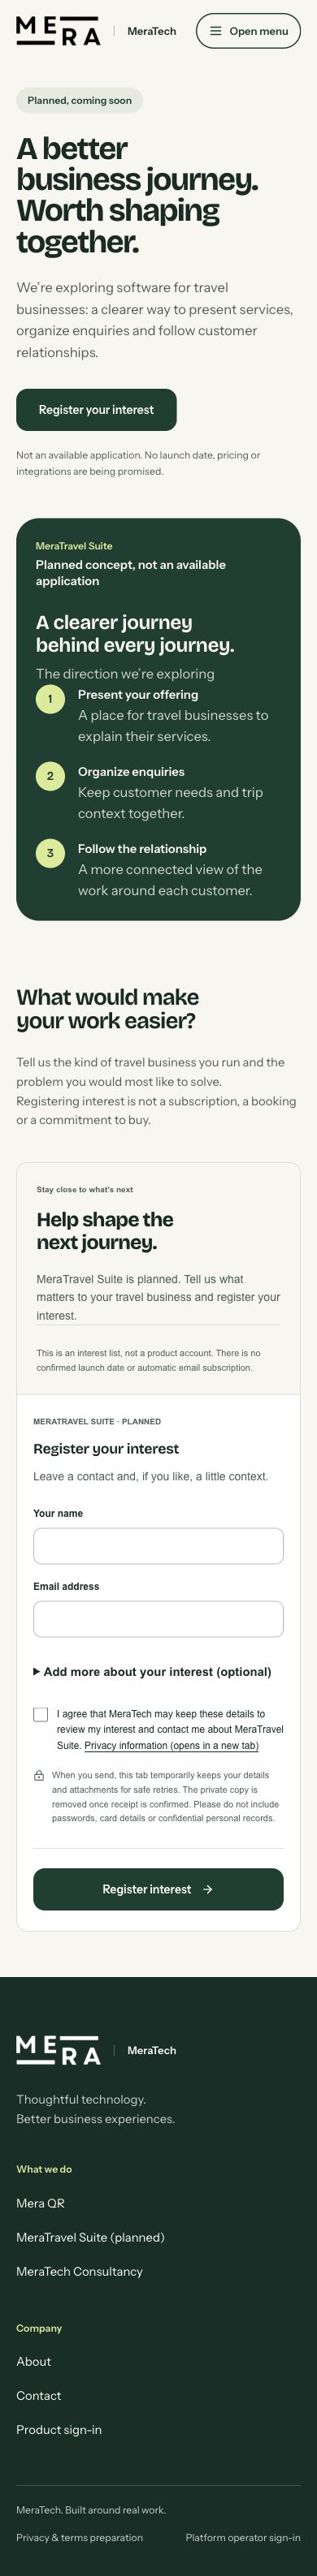 MERA
MeraTech
Open menu
Planned, coming soon
A better
business journey.
Worth shaping
together.
We're exploring software for travel
businesses: a clearer way to present services,
organize enquiries and follow customer
relationships.
Register your interest
Not an available application. No launch date, pricing or
integrations are being promised.
MeraTravel Suite
Planned concept, not an available
application
A clearer journey
behind every journey.
The direction we're exploring
1
Present your offering
A place for travel businesses to
explain their services.
2
Organize enquiries
Keep customer needs and trip
context together.
3
Follow the relationship
A more connected view of the
work around each customer.
What would make
your work easier?
Tell us the kind of travel business you run and the
problem you would most like to solve.
Registering interest is not a subscription, a booking
or a commitment to buy.
Stay close to what's next
Help shape the
next journey.
MeraTravel Suite is planned. Tell us what
matters to your travel business and register your
interest.
This is an interest list, not a product account. There is no
confirmed launch date or automatic email subscription.
MERATRAVEL SUITE · PLANNED
Register your interest
Leave a contact and, if you like, a little context.
Your name
Email address
Add more about your interest (optional)
I agree that MeraTech may keep these details to
review my interest and contact me about MeraTravel
Suite. Privacy information (opens in a new tab)
When you send, this tab temporarily keeps your details
and attachments for safe retries. The private copy is
removed once receipt is confirmed. Please do not include
passwords, card details or confidential personal records.
Register interest →
MERA
MeraTech
Thoughtful technology.
Better business experiences.
What we do
Mera QR
MeraTravel Suite (planned)
MeraTech Consultancy
Company
About
Contact
Product sign-in
MeraTech. Built around real work.
Privacy & terms preparation
Platform operator sign-in